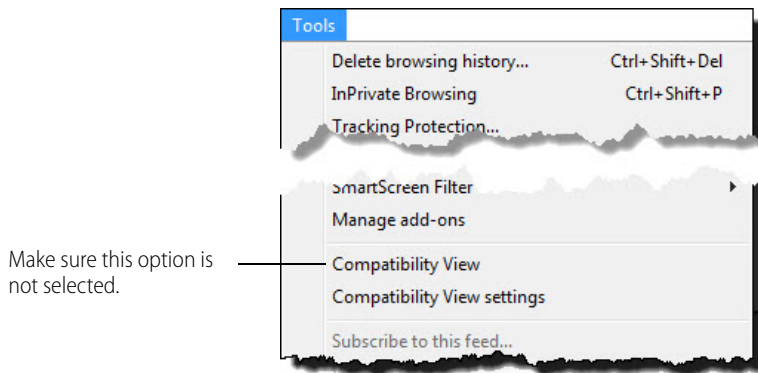 Tools
Delete browsing history... Ctrl+Shift+Del
InPrivate Browsing Ctrl+Shift+P
Tracking Protection...
SmartScreen Filter
Manage add-ons
Make sure this option is
not selected.
Compatibility View
Compatibility View settings
Subscribe to this feed...